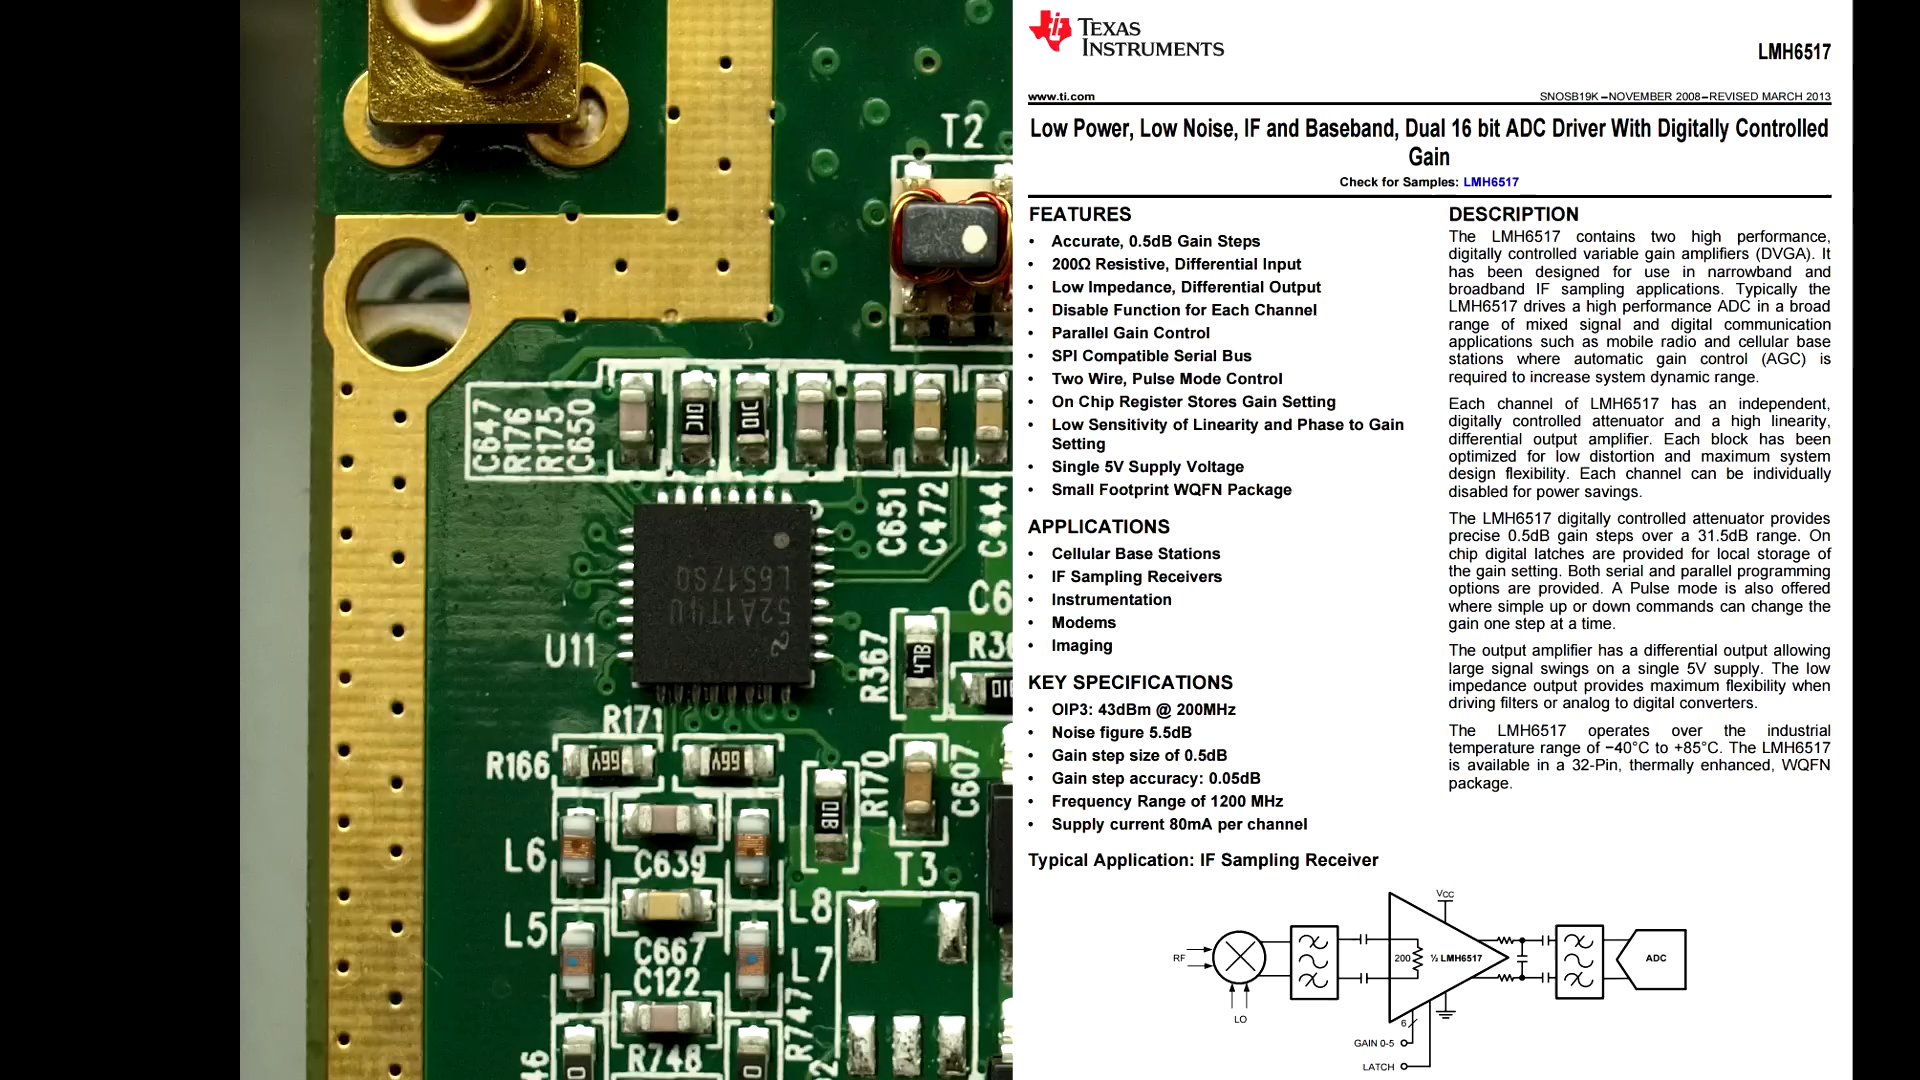 T2
C647
R176
R175
C650
01C
01C
C651
C472
C444
L6517SQ
52A1T4U
U11
C6
R367
47B
R30
R171
R166
66Y
66Y
R170
C607
01B
L6
C639
T3
L8
L5
C667
C122
L7
R747
R748
TEXAS
INSTRUMENTS
LMH6517
www.ti.com
SNOSB19K –NOVEMBER 2008–REVISED MARCH 2013
Low Power, Low Noise, IF and Baseband, Dual 16 bit ADC Driver With Digitally Controlled
Gain
Check for Samples: LMH6517
FEATURES
• Accurate, 0.5dB Gain Steps
• 200Ω Resistive, Differential Input
• Low Impedance, Differential Output
• Disable Function for Each Channel
• Parallel Gain Control
• SPI Compatible Serial Bus
• Two Wire, Pulse Mode Control
• On Chip Register Stores Gain Setting
• Low Sensitivity of Linearity and Phase to Gain
Setting
• Single 5V Supply Voltage
• Small Footprint WQFN Package
APPLICATIONS
• Cellular Base Stations
• IF Sampling Receivers
• Instrumentation
• Modems
• Imaging
KEY SPECIFICATIONS
• OIP3: 43dBm @ 200MHz
• Noise figure 5.5dB
• Gain step size of 0.5dB
• Gain step accuracy: 0.05dB
• Frequency Range of 1200 MHz
• Supply current 80mA per channel
DESCRIPTION
The LMH6517 contains two high performance,
digitally controlled variable gain amplifiers (DVGA). It
has been designed for use in narrowband and
broadband IF sampling applications. Typically the
LMH6517 drives a high performance ADC in a broad
range of mixed signal and digital communication
applications such as mobile radio and cellular base
stations where automatic gain control (AGC) is
required to increase system dynamic range.
Each channel of LMH6517 has an independent,
digitally controlled attenuator and a high linearity,
differential output amplifier. Each block has been
optimized for low distortion and maximum system
design flexibility. Each channel can be individually
disabled for power savings.
The LMH6517 digitally controlled attenuator provides
precise 0.5dB gain steps over a 31.5dB range. On
chip digital latches are provided for local storage of
the gain setting. Both serial and parallel programming
options are provided. A Pulse mode is also offered
where simple up or down commands can change the
gain one step at a time.
The output amplifier has a differential output allowing
large signal swings on a single 5V supply. The low
impedance output provides maximum flexibility when
driving filters or analog to digital converters.
The LMH6517 operates over the industrial
temperature range of −40°C to +85°C. The LMH6517
is available in a 32-Pin, thermally enhanced, WQFN
package.
Typical Application: IF Sampling Receiver
VCC
RF
200
½ LMH6517
ADC
LO
6
GAIN 0-5
LATCH